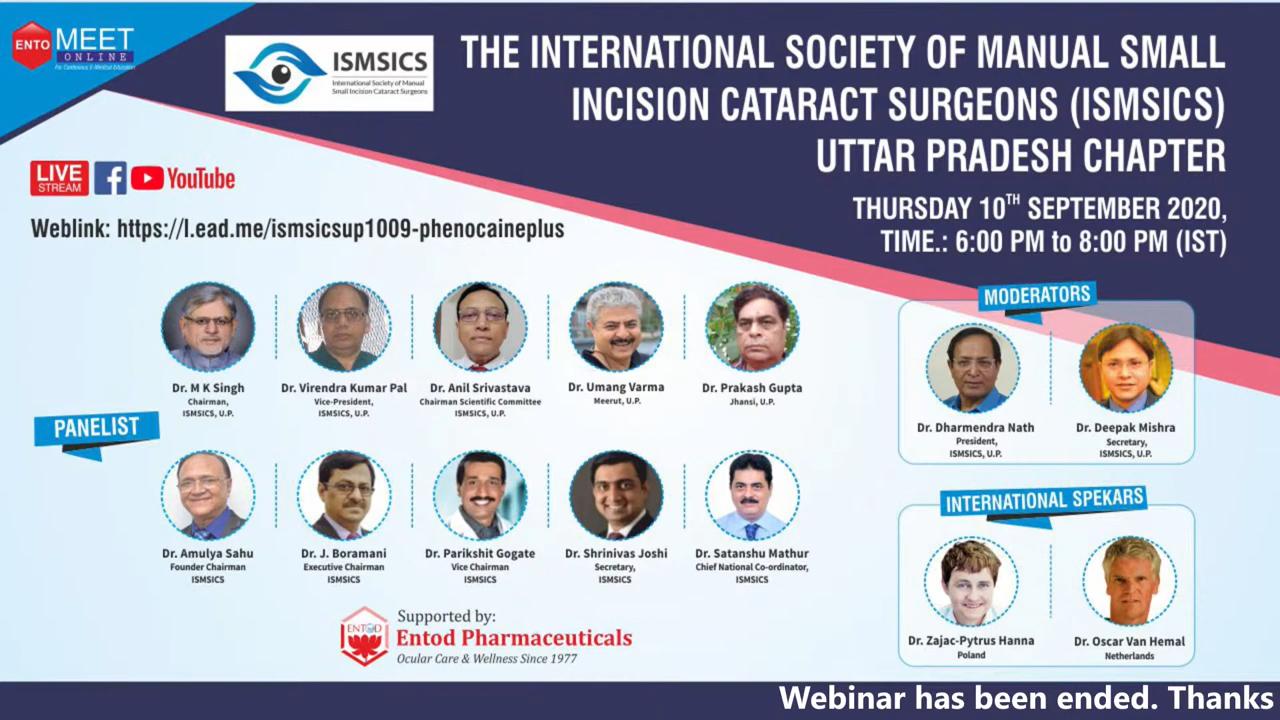 ENTO MEET
ONLINE
For Continuous E-Medical Education
ISMSICS
International Society of Manual
Small Incision Cataract Surgeons
THE INTERNATIONAL SOCIETY OF MANUAL SMALL
INCISION CATARACT SURGEONS (ISMSICS)
UTTAR PRADESH CHAPTER
THURSDAY 10TH SEPTEMBER 2020,
TIME.: 6:00 PM to 8:00 PM (IST)
LIVE
STREAM
YouTube
Weblink: https://l.ead.me/ismsicsup1009-phenocaineplus
PANELIST
Dr. M K Singh
Chairman,
ISMSICS, U.P.
Dr. Virendra Kumar Pal
Vice-President,
ISMSICS, U.P.
Dr. Anil Srivastava
Chairman Scientific Committee
ISMSICS, U.P.
Dr. Umang Varma
Meerut, U.P.
Dr. Prakash Gupta
Jhansi, U.P.
Dr. Amulya Sahu
Founder Chairman
ISMSICS
Dr. J. Boramani
Executive Chairman
ISMSICS
Dr. Parikshit Gogate
Vice Chairman
ISMSICS
Dr. Shrinivas Joshi
Secretary,
ISMSICS
Dr. Satanshu Mathur
Chief National Co-ordinator,
ISMSICS
MODERATORS
Dr. Dharmendra Nath
President,
ISMSICS, U.P.
Dr. Deepak Mishra
Secretary,
ISMSICS, U.P.
INTERNATIONAL SPEKARS
Dr. Zajac-Pytrus Hanna
Poland
Dr. Oscar Van Hemal
Netherlands
ENTOD
Supported by:
Entod Pharmaceuticals
Ocular Care & Wellness Since 1977
Webinar has been ended. Thanks